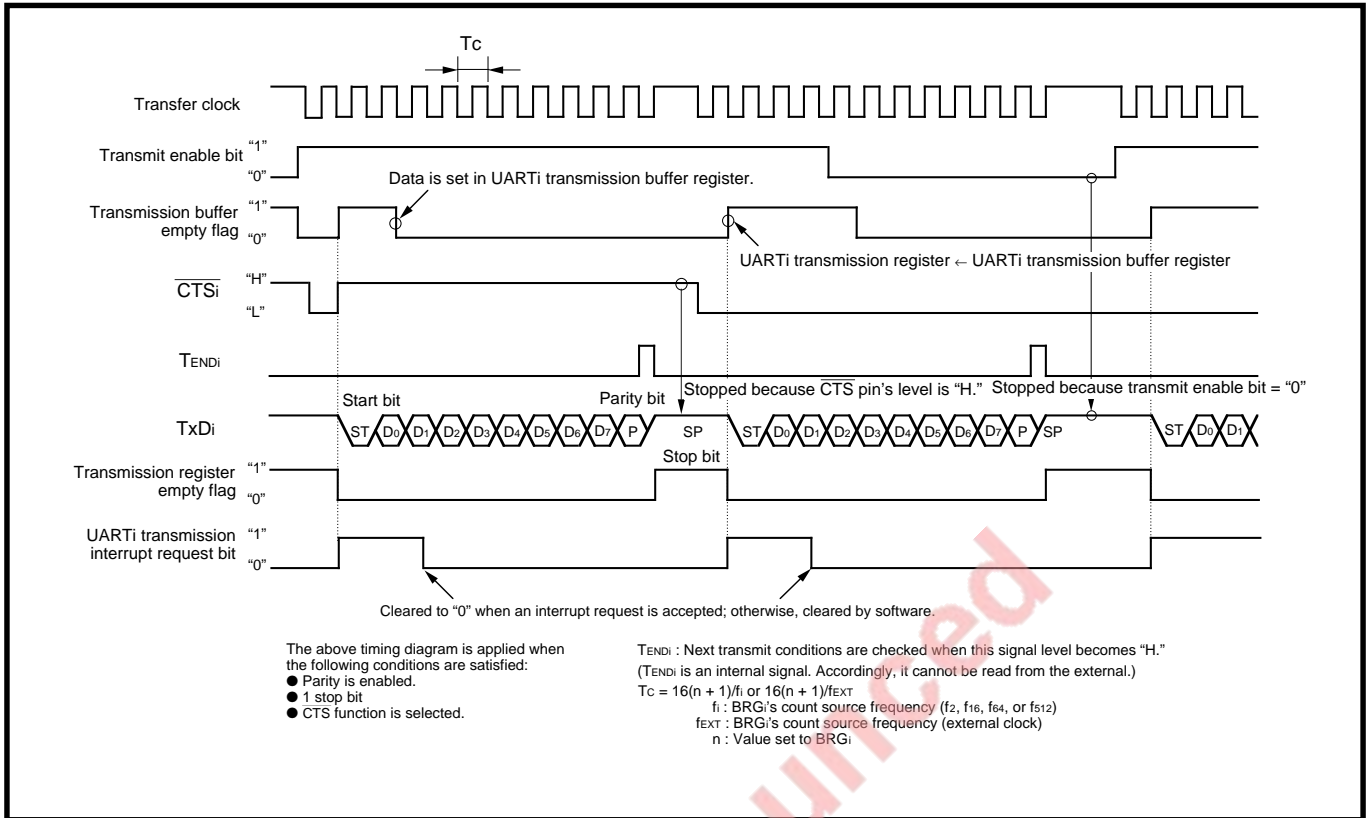 Tc
Transfer clock
Transmit enable bit “1”
“0”
Data is set in UARTi transmission buffer register.
Transmission buffer empty flag “1”
“0”
UARTi transmission register ← UARTi transmission buffer register
CTSi “H”
“L”
TENDi
Stopped because CTS pin’s level is “H.” Stopped because transmit enable bit = “0”
Start bit
Parity bit
TxDi
ST D0 D1 D2 D3 D4 D5 D6 D7 P SP ST D0 D1 D2 D3 D4 D5 D6 D7 P SP ST D0 D1
Stop bit
Transmission register empty flag “1”
“0”
UARTi transmission interrupt request bit “1”
“0”
Cleared to “0” when an interrupt request is accepted; otherwise, cleared by software.
The above timing diagram is applied when
the following conditions are satisfied:
● Parity is enabled.
● 1 stop bit
● CTS function is selected.
TENDi : Next transmit conditions are checked when this signal level becomes “H.”
(TENDi is an internal signal. Accordingly, it cannot be read from the external.)
Tc = 16(n + 1)/fi or 16(n + 1)/fEXT
fi : BRGi’s count source frequency (f2, f16, f64, or f512)
fEXT : BRGi’s count source frequency (external clock)
n : Value set to BRGi
unced